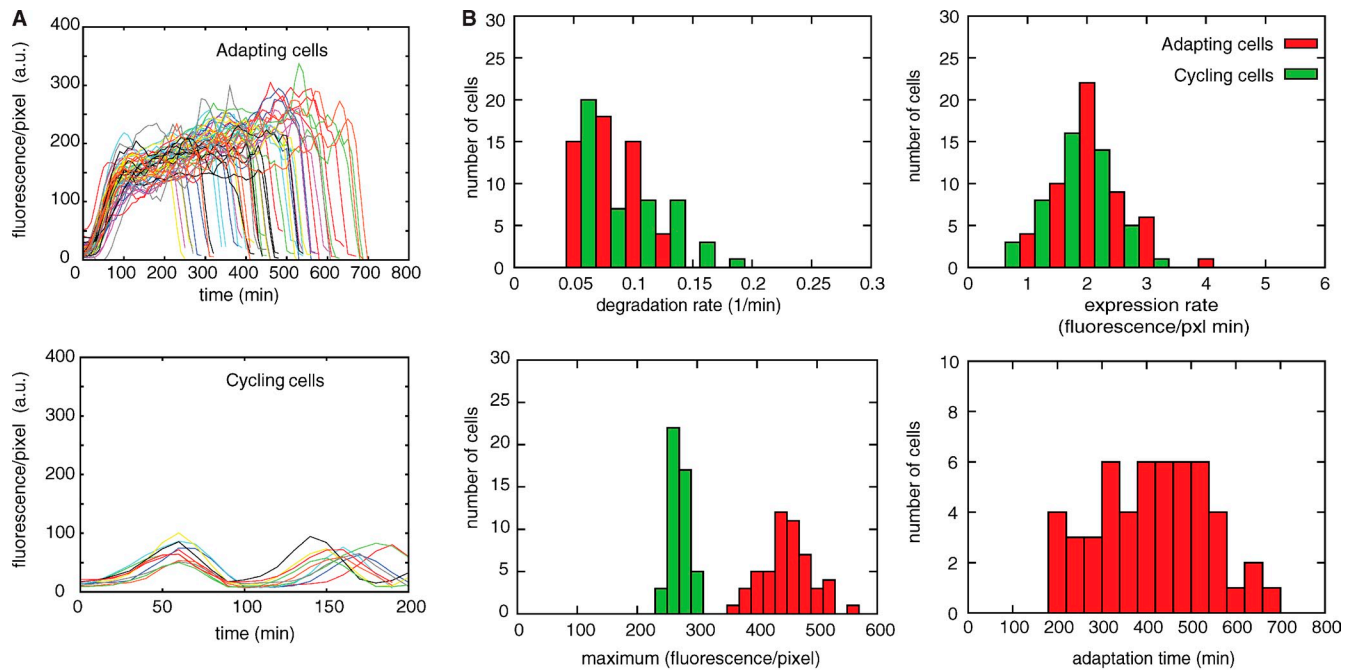 A
Adapting cells
fluorescence/pixel (a.u.)
400
300
200
100
0
0 100 200 300 400 500 600 700 800
time (min)
Cycling cells
fluorescence/pixel (a.u.)
400
300
200
100
0
0 50 100 150 200
time (min)
B
number of cells
30
25
20
15
10
5
0
0 0.05 0.1 0.15 0.2 0.25 0.3
degradation rate (1/min)
Adapting cells
Cycling cells
number of cells
30
25
20
15
10
5
0
0 1 2 3 4 5 6
expression rate
(fluorescence/pxl min)
number of cells
30
25
20
15
10
5
0
0 100 200 300 400 500 600
maximum (fluorescence/pixel)
number of cells
10
8
6
4
2
0
0 100 200 300 400 500 600 700 800
adaptation time (min)